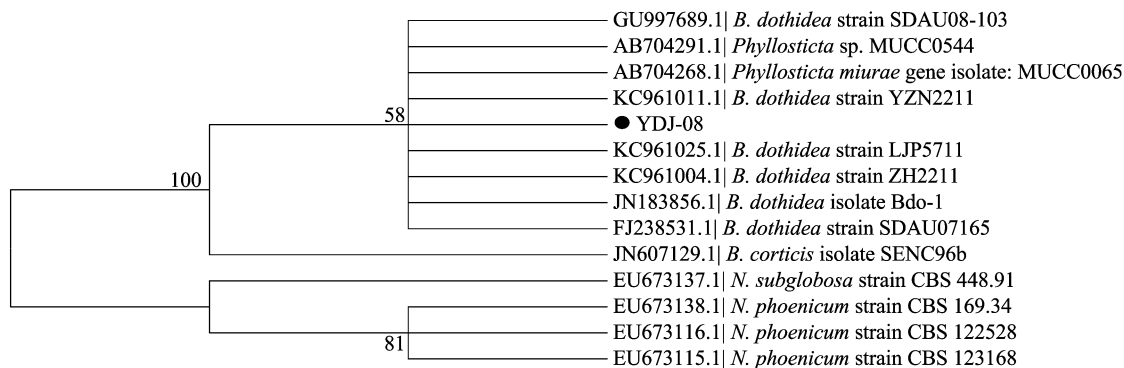 GU997689.1| B. dothidea strain SDAU08-103
AB704291.1| Phyllosticta sp. MUCC0544
AB704268.1| Phyllosticta miurae gene isolate: MUCC0065
KC961011.1| B. dothidea strain YZN2211
58
YDJ-08
KC961025.1| B. dothidea strain LJP5711
KC961004.1| B. dothidea strain ZH2211
100
JN183856.1| B. dothidea isolate Bdo-1
FJ238531.1| B. dothidea strain SDAU07165
JN607129.1| B. corticis isolate SENC96b
EU673137.1| N. subglobosa strain CBS 448.91
EU673138.1| N. phoenicum strain CBS 169.34
EU673116.1| N. phoenicum strain CBS 122528
81
EU673115.1| N. phoenicum strain CBS 123168